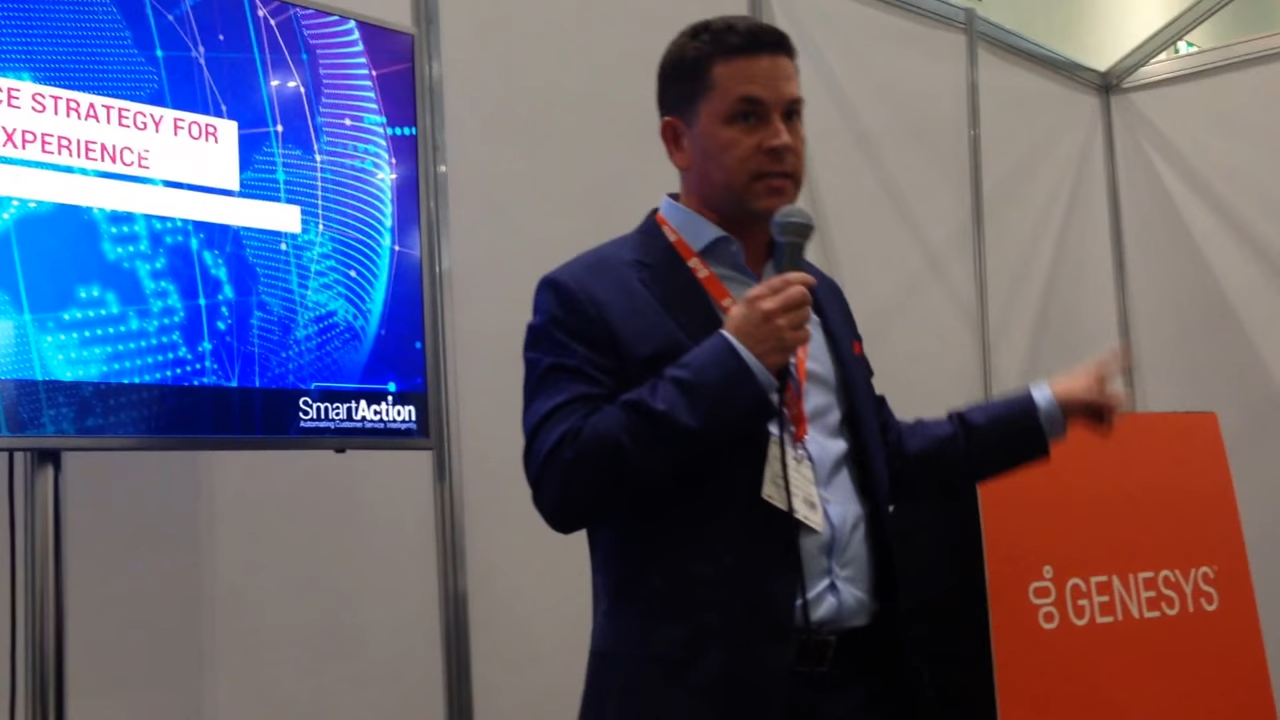 CE STRATEGY FOR
XPERIENCE
SmartAction
Automating Customer Service Intelligently
GENESYS